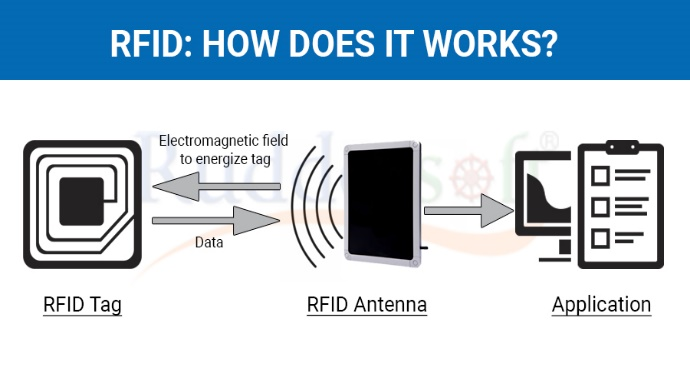 RFID: HOW DOES IT WORKS?
Electromagnetic field
to energize tag
Data
RFID Tag
RFID Antenna
Application
®